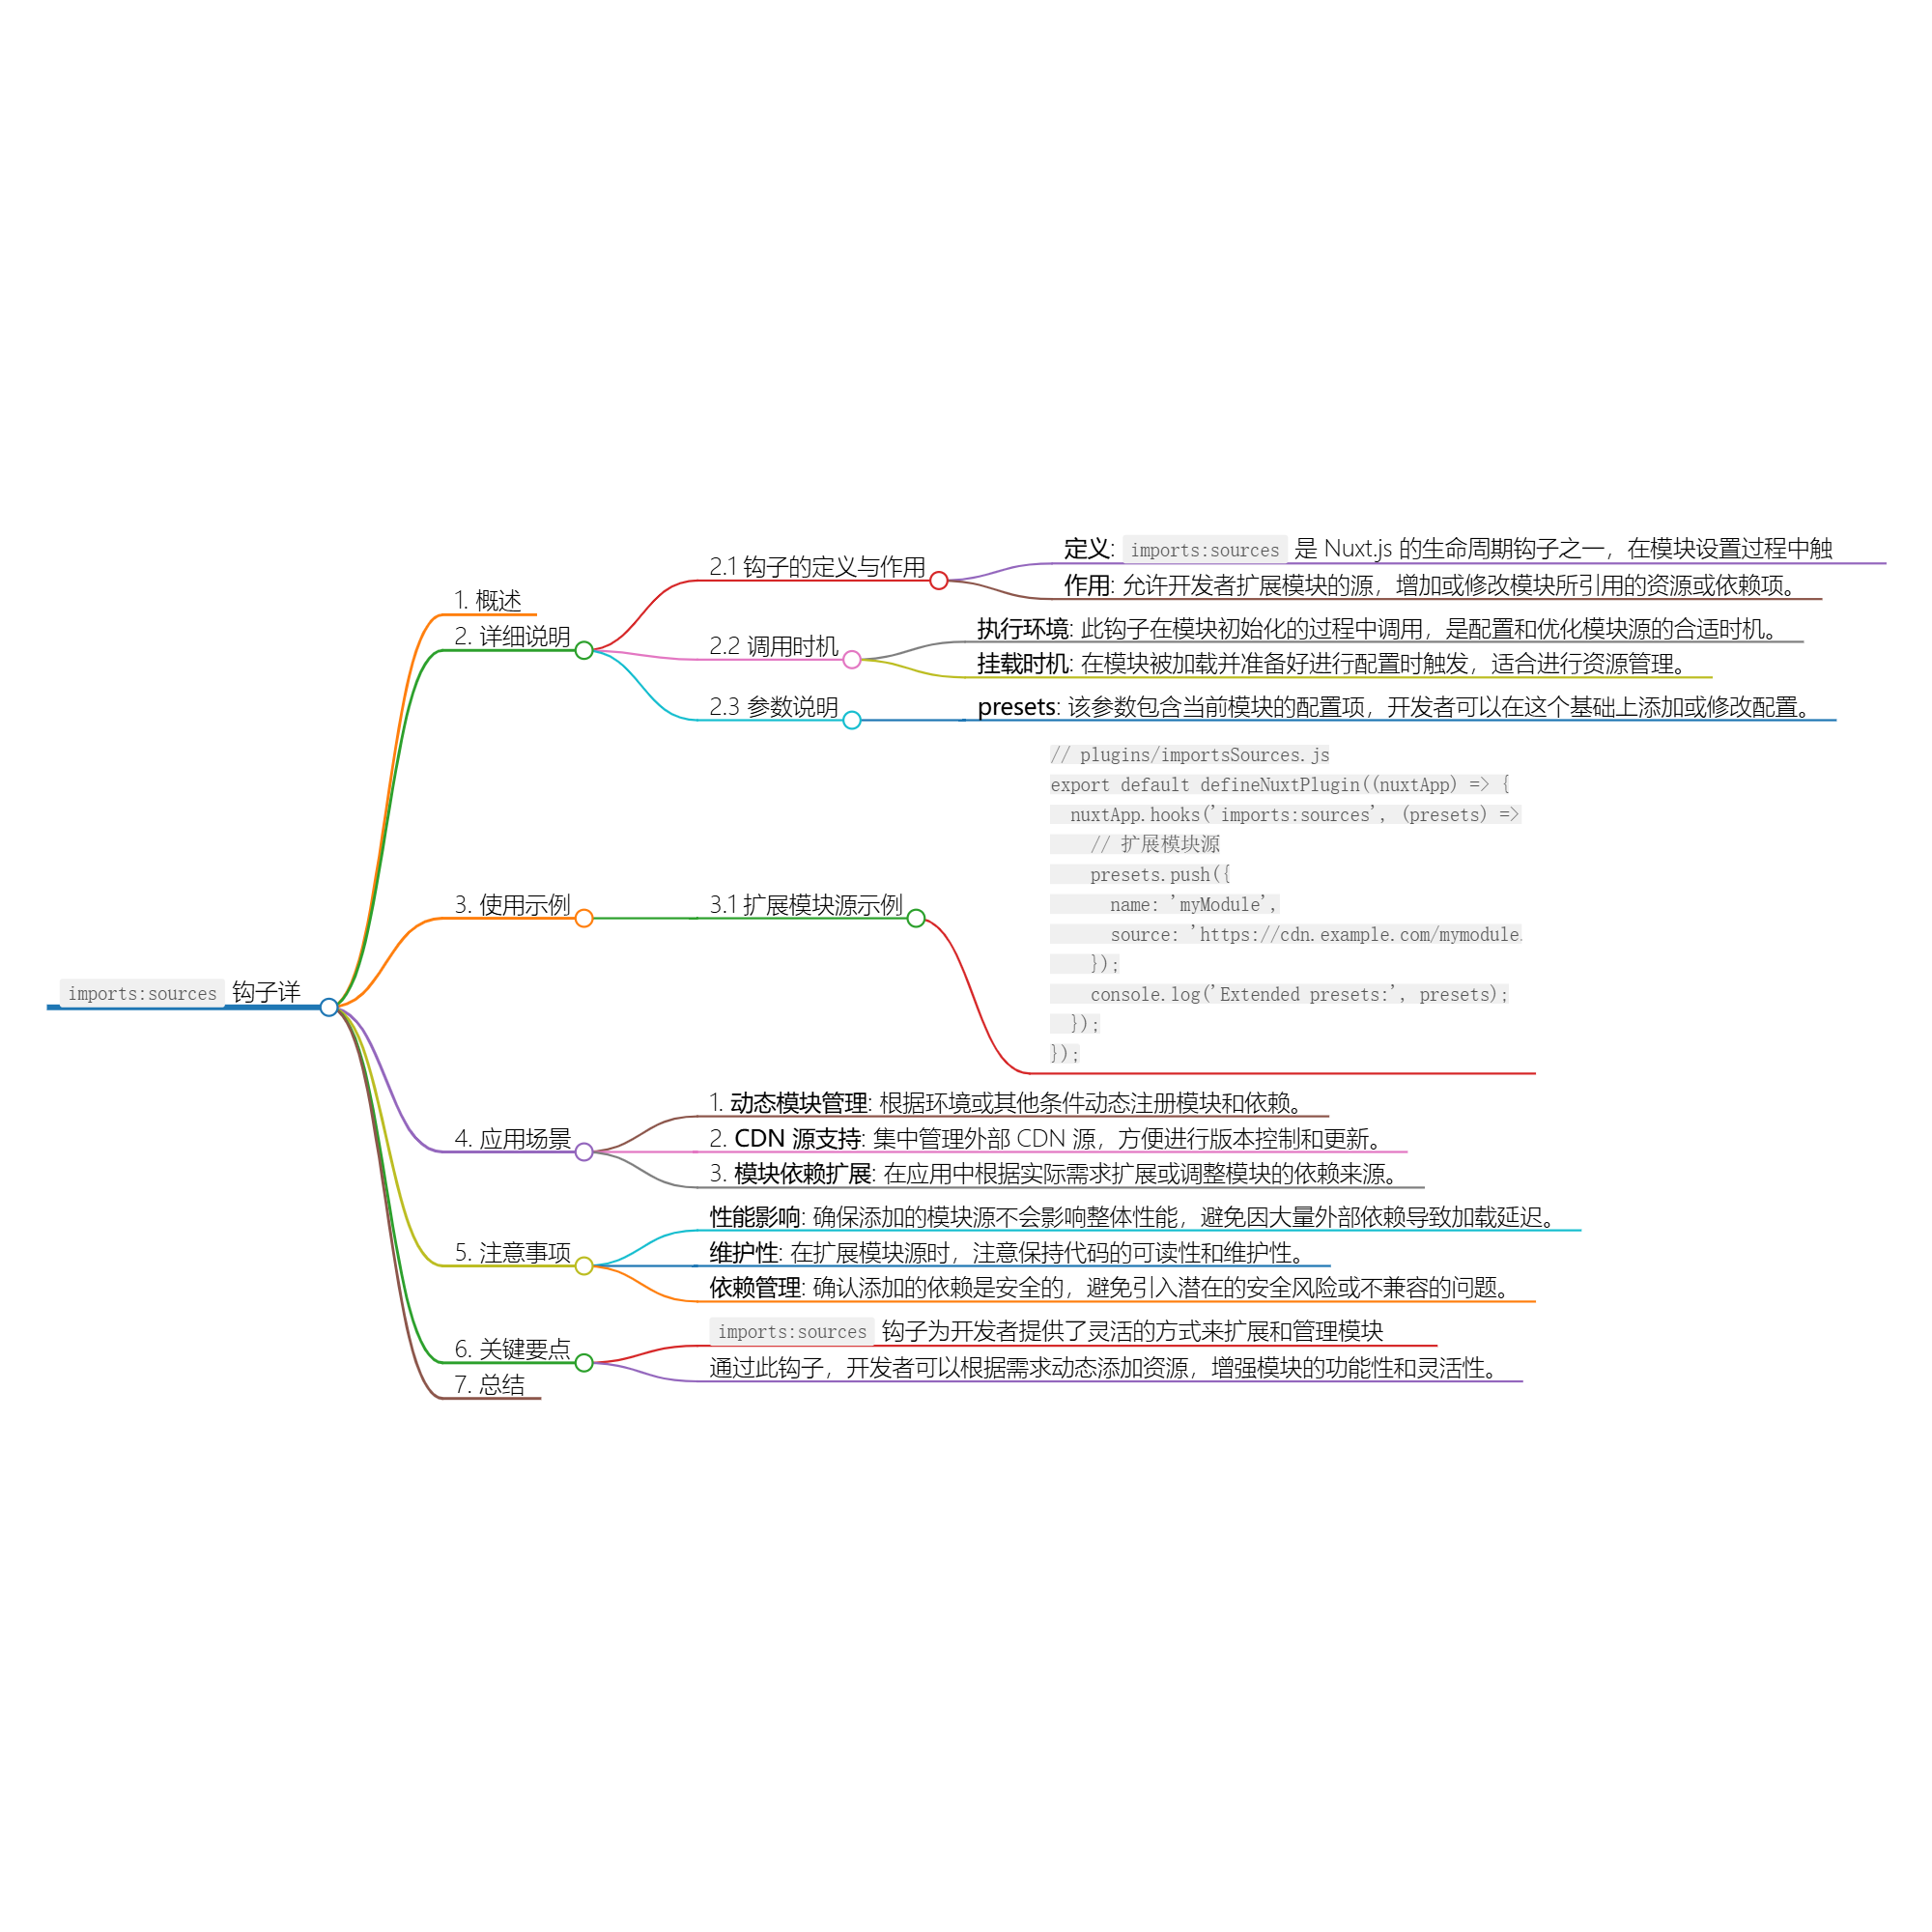 imports:sources 钩子详
1. 概述
2. 详细说明
2.1 钩子的定义与作用
定义: imports:sources 是 Nuxt.js 的生命周期钩子之一，在模块设置过程中触
作用: 允许开发者扩展模块的源，增加或修改模块所引用的资源或依赖项。
2.2 调用时机
执行环境: 此钩子在模块初始化的过程中调用，是配置和优化模块源的合适时机。
挂载时机: 在模块被加载并准备好进行配置时触发，适合进行资源管理。
2.3 参数说明
presets: 该参数包含当前模块的配置项，开发者可以在这个基础上添加或修改配置。
3. 使用示例
3.1 扩展模块源示例
// plugins/importsSources.js
export default defineNuxtPlugin((nuxtApp) => {
  nuxtApp.hooks('imports:sources', (presets) =>
    // 扩展模块源
    presets.push({
      name: 'myModule',
      source: 'https://cdn.example.com/mymodule.
    });
    console.log('Extended presets:', presets);
  });
});
4. 应用场景
1. 动态模块管理: 根据环境或其他条件动态注册模块和依赖。
2. CDN 源支持: 集中管理外部 CDN 源，方便进行版本控制和更新。
3. 模块依赖扩展: 在应用中根据实际需求扩展或调整模块的依赖来源。
5. 注意事项
性能影响: 确保添加的模块源不会影响整体性能，避免因大量外部依赖导致加载延迟。
维护性: 在扩展模块源时，注意保持代码的可读性和维护性。
依赖管理: 确认添加的依赖是安全的，避免引入潜在的安全风险或不兼容的问题。
6. 关键要点
imports:sources 钩子为开发者提供了灵活的方式来扩展和管理模块
通过此钩子，开发者可以根据需求动态添加资源，增强模块的功能性和灵活性。
7. 总结